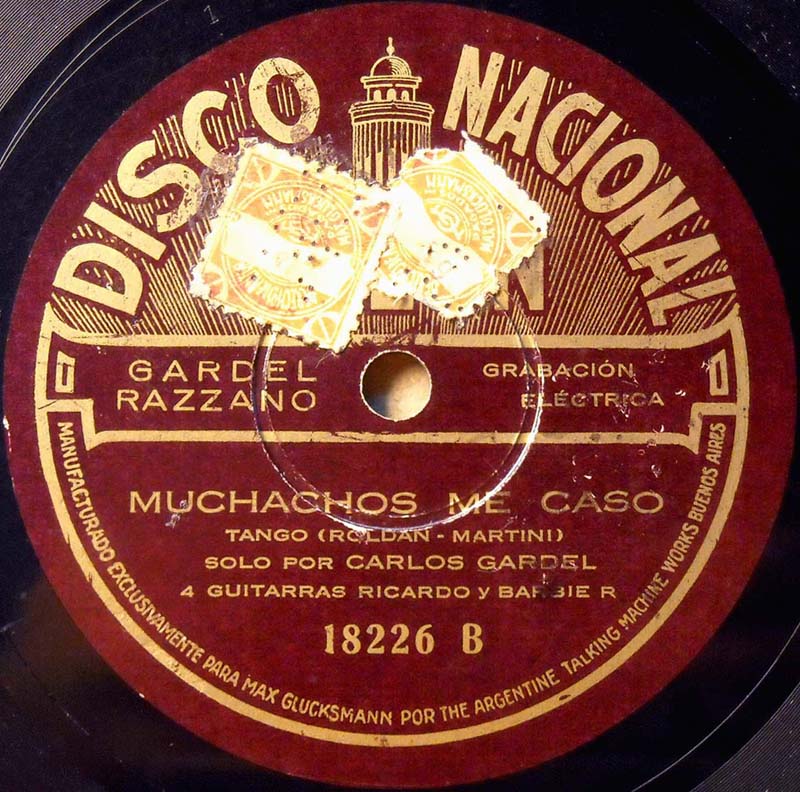 DISCO NACIONAL
GARDEL
RAZZANO
GRABACIÓN
ELÉCTRICA
MUCHACHOS ME CASO
TANGO (ROLDAN - MARTINI)
SOLO POR CARLOS GARDEL
4 GUITARRAS RICARDO y BARBIE R
18226 B
MANUFACTURADO EXCLUSIVAMENTE PARA MAX GLUCKSMANN POR THE ARGENTINE TALKING MACHINE WORKS BUENOS AIRES